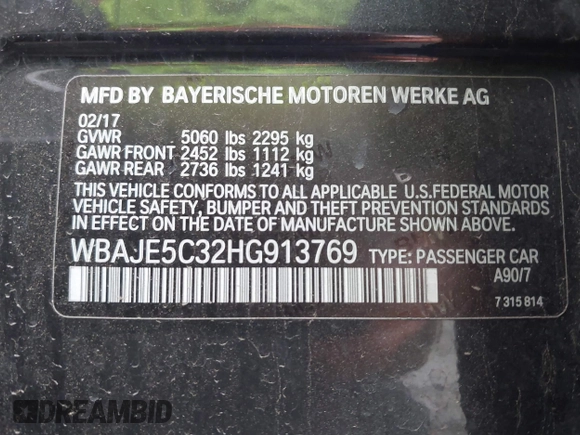 MFD BY BAYERISCHE MOTOREN WERKE AG
02/17
GVWR 5060 lbs 2295 kg
GAWR FRONT 2452 lbs 1112 kg
GAWR REAR 2736 lbs 1241 kg
THIS VEHICLE CONFORMS TO ALL APPLICABLE U.S.FEDERAL MOTOR
VEHICLE SAFETY, BUMPER AND THEFT PREVENTION STANDARDS
IN EFFECT ON THE DATE OF MANUFACTURE SHOWN ABOVE.
WBAJE5C32HG913769 TYPE: PASSENGER CAR
A90/7
7 315 814
DREAMBID